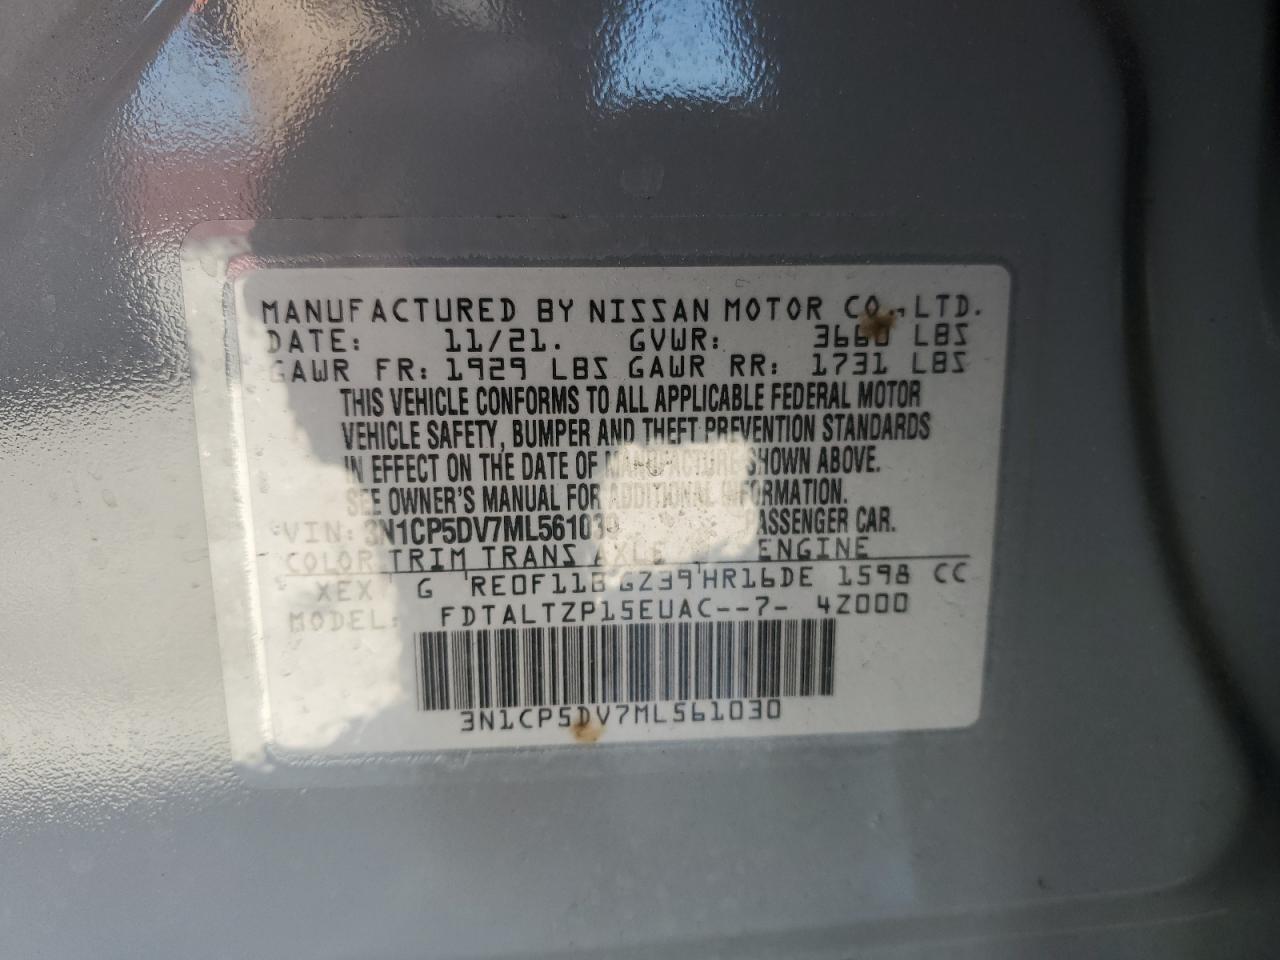 MANUFACTURED BY NISSAN MOTOR CO., LTD.
DATE: 11/21. GVWR: 3660 LBS
GAWR FR: 1929 LBS GAWR RR: 1731 LBS
THIS VEHICLE CONFORMS TO ALL APPLICABLE FEDERAL MOTOR
VEHICLE SAFETY, BUMPER AND THEFT PREVENTION STANDARDS
IN EFFECT ON THE DATE OF MANUFACTURE SHOWN ABOVE.
SEE OWNER'S MANUAL FOR ADDITIONAL INFORMATION.
VIN: 3N1CP5DV7ML561030 PASSENGER CAR.
COLOR TRIM TRANS AXLE ENGINE
XEX G RE0F11B GZ39 HR16DE 1598 CC
MODEL: FDTALTZP15EUAC--7- 4Z000
3N1CP5DV7ML561030